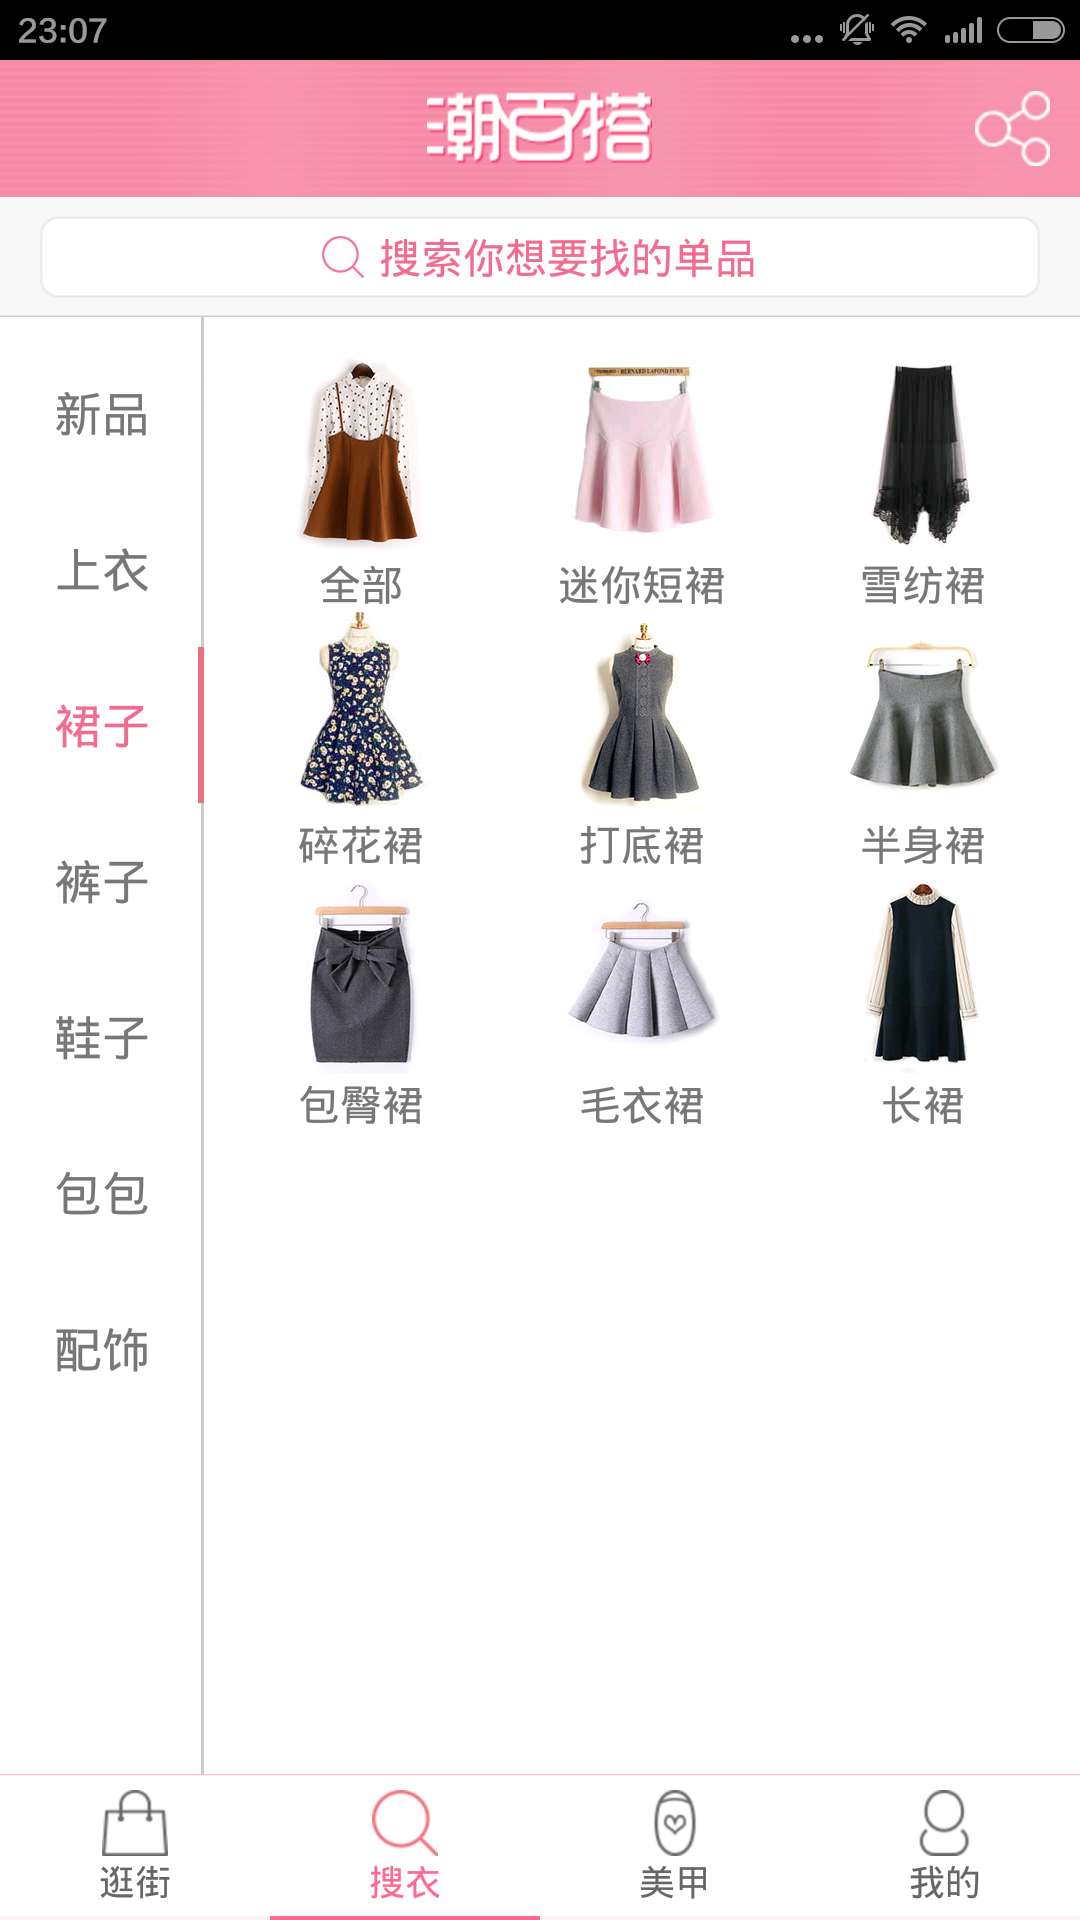 23:07
潮百搭
搜索你想要找的单品
新品
上衣
裙子
裤子
鞋子
包包
配饰
全部
迷你短裙
雪纺裙
碎花裙
打底裙
半身裙
包臀裙
毛衣裙
长裙
逛街
搜衣
美甲
我的